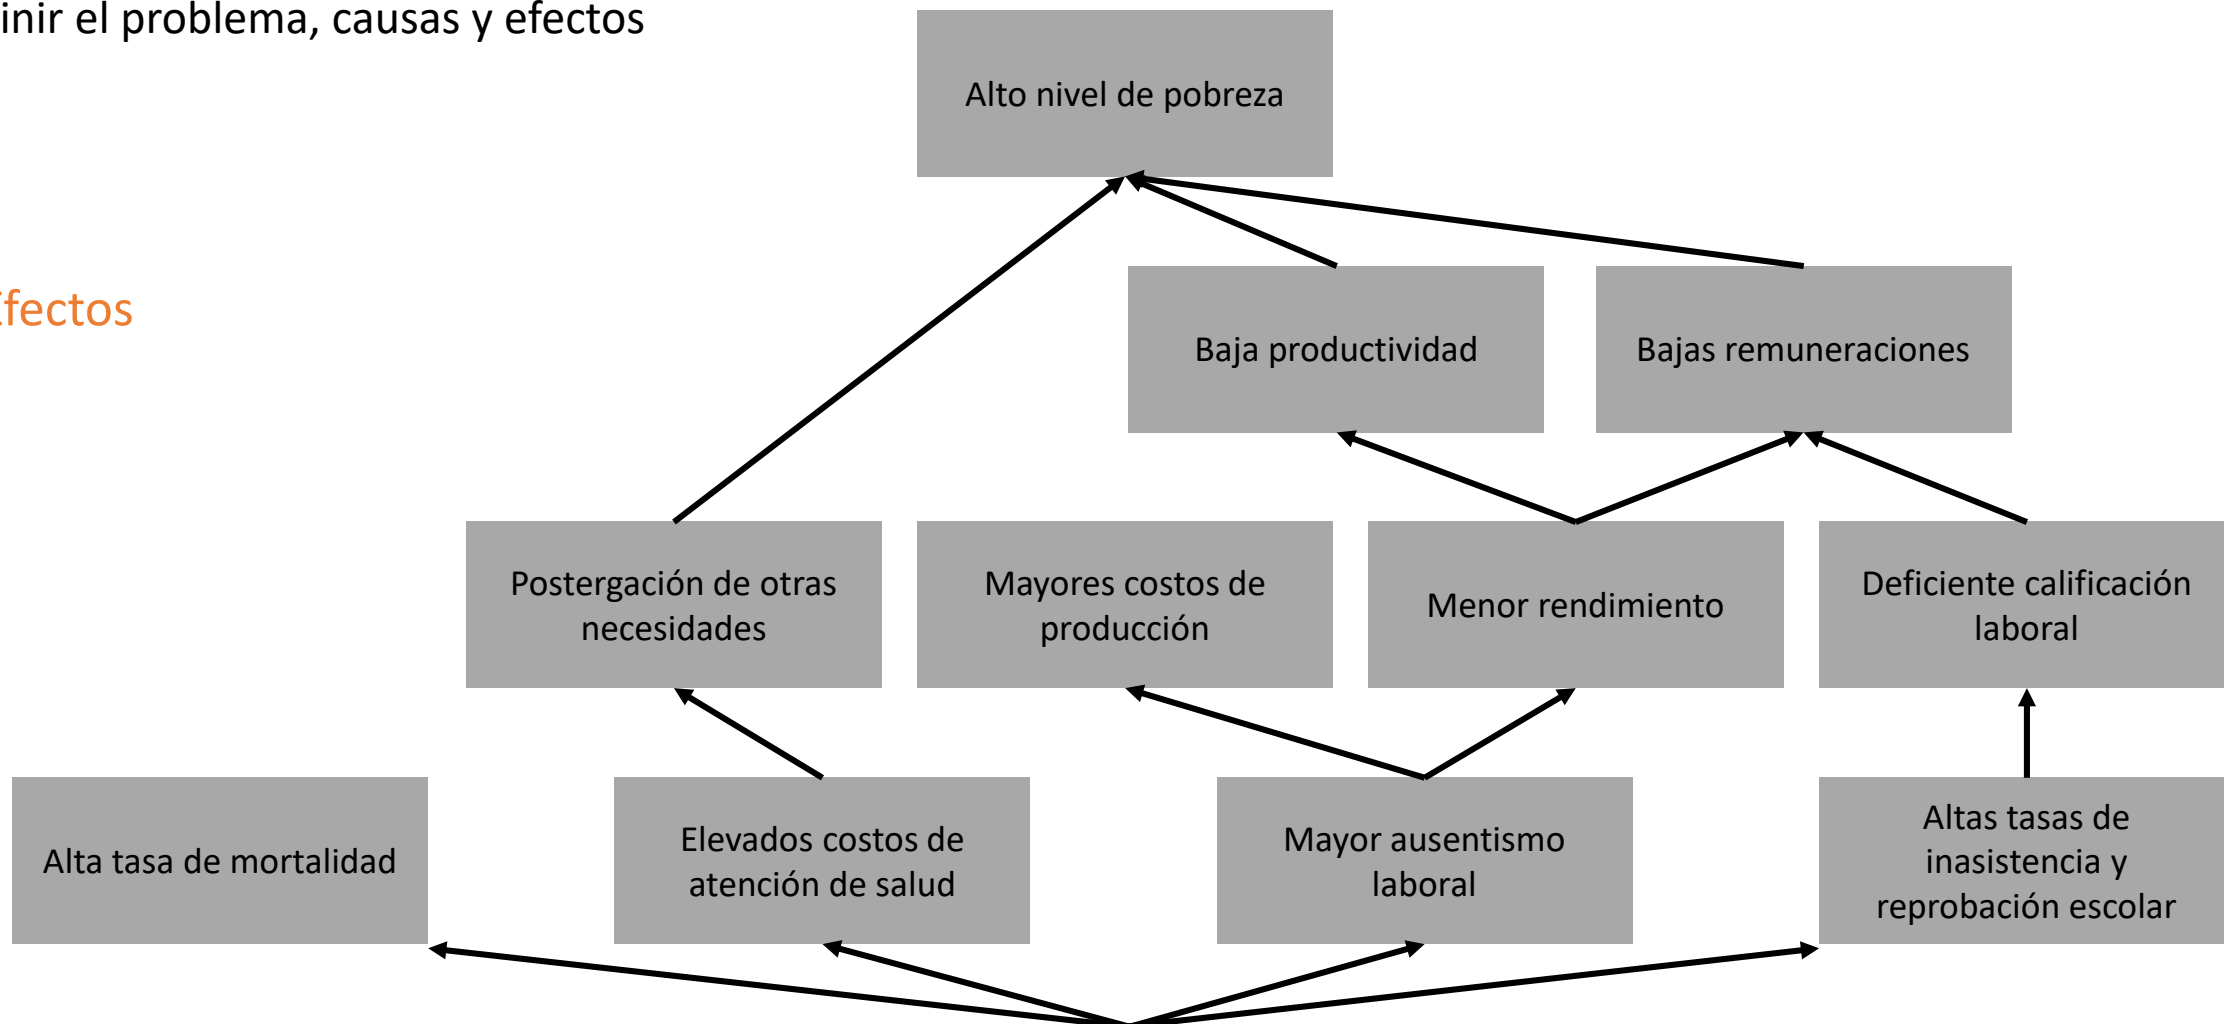 inir el problema, causas y efectos
Alto nivel de pobreza
fectos
Baja productividad
Bajas remuneraciones
Postergación de otras
necesidades
Mayores costos de
producción
Menor rendimiento
Deficiente calificación
laboral
Alta tasa de mortalidad
Elevados costos de
atención de salud
Mayor ausentismo
laboral
Altas tasas de
inasistencia y
reprobación escolar